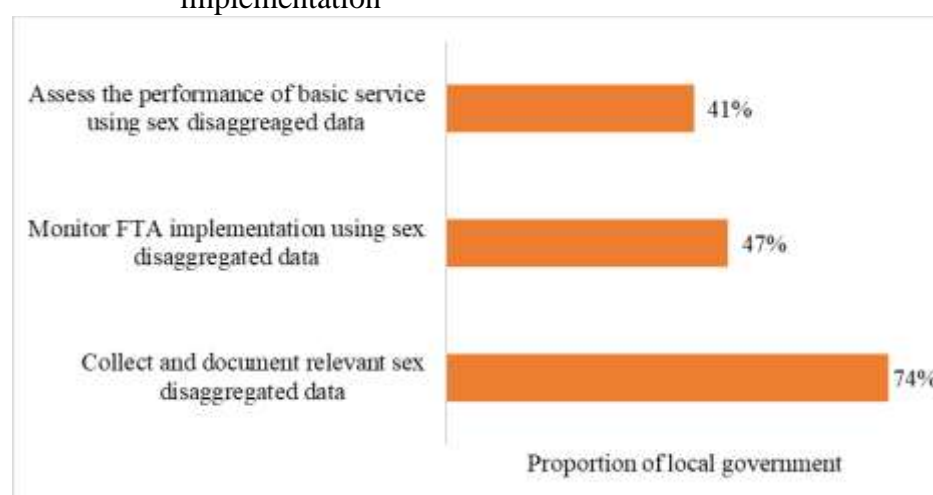 implementation
Assess the performance of basic service
using sex disaggreaged data
41%
Monitor FTA implementation using sex
disaggregated data
47%
Collect and document relevant sex
disaggregated data
74%
Proportion of local government